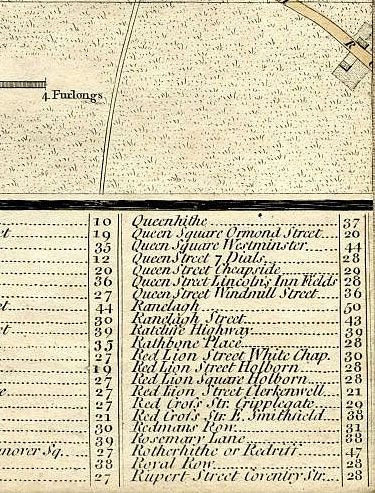 4 Furlongs
10
19
35
12
20
36
27
44
30
39
35
27
19
27
27
27
21
30
39
nover Sq. 27
38
27
Queenhithe 37
Queen Square Ormond Street 20
Queen Square Westminster 44
Queen Street 7 Dials 28
Queen Street Cheapside 29
Queen Street Lincoln's Inn Fields 28
Queen Street Windmill Street 36
Ranelagh 50
Ranelagh Street 43
Ratcliffe Highway 39
Rathbone Place 28
Red Lion Street White Chap. 30
Red Lion Street Holborn 28
Red Lion Square Holborn 28
Red Lion Street Clerkenwell 21
Red Cross Str. Cripplegate 29
Red Cross Str. E. Smithfield 38
Redmans Row 31
Rosemary Lane 38
Rotherhithe or Redriff 47
Royal Row 28
Rupert Street Coventry Str. 28